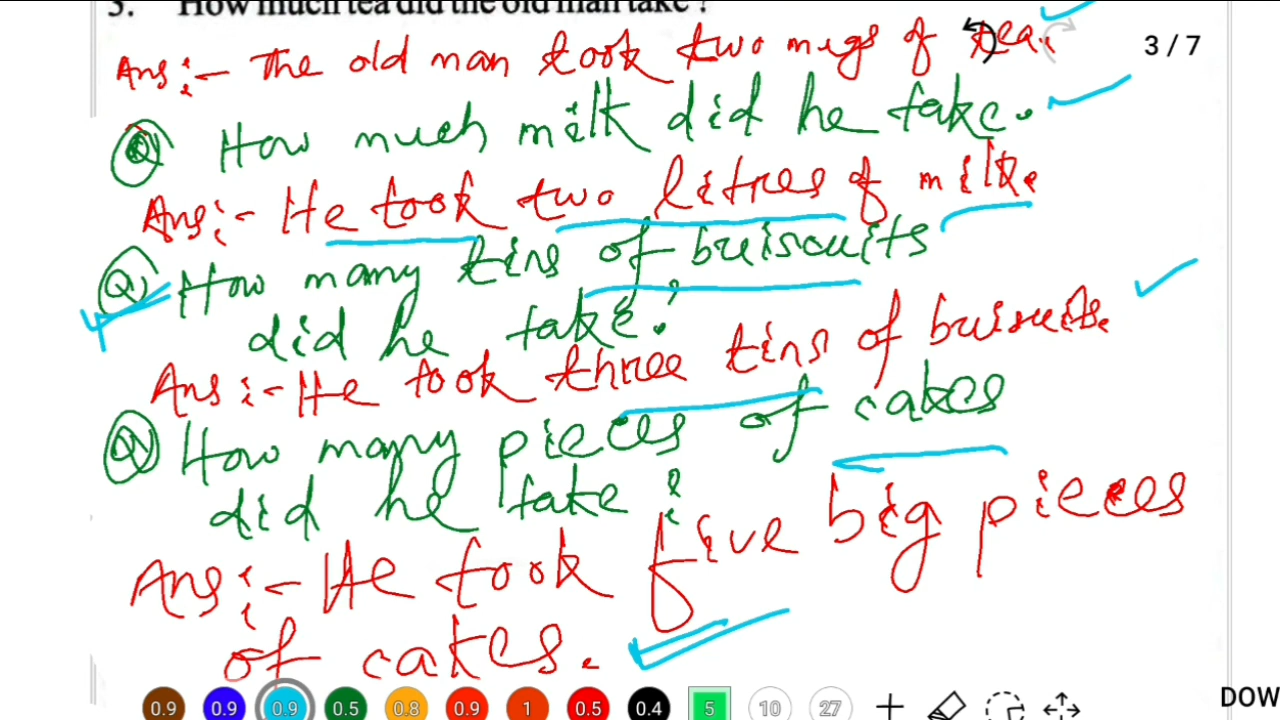 3. How much tea did the old man take ?
Ans:- The old man took two mugs of tea.
3 / 7
Q) How much milk did he take.
Ans:- He took two litres of milk.
Q) How many tins of buiscuits
did he take?
Ans:- He took three tins of buiscuits.
Q) How many pieces of cakes
did he take ?
Ans:- He took five big pieces
of cakes.
0.9 0.9 0.9 0.5 0.8 0.9 1 0.5 0.4 5 10 27
DOW